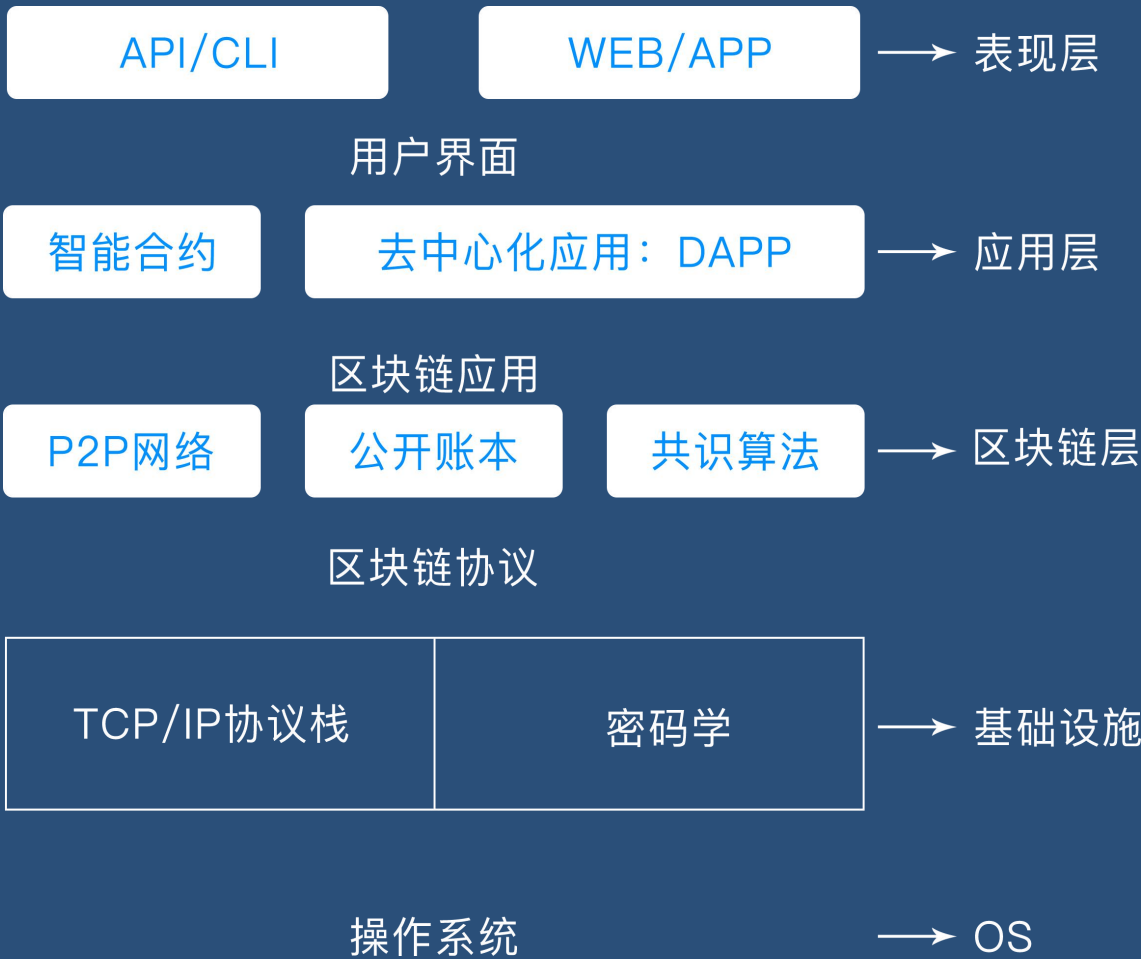 API/CLI WEB/APP 表现层
用户界面
智能合约 去中心化应用：DAPP 应用层
区块链应用
P2P网络 公开账本 共识算法 区块链层
区块链协议
TCP/IP协议栈 密码学 基础设施
操作系统 OS